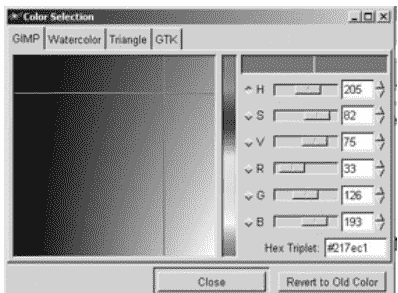 Color Selection
GIMP Watercolor Triangle GTK
H 205
S 82
V 75
R 33
G 126
B 193
Hex Triplet: #217ec1
Close Revert to Old Color